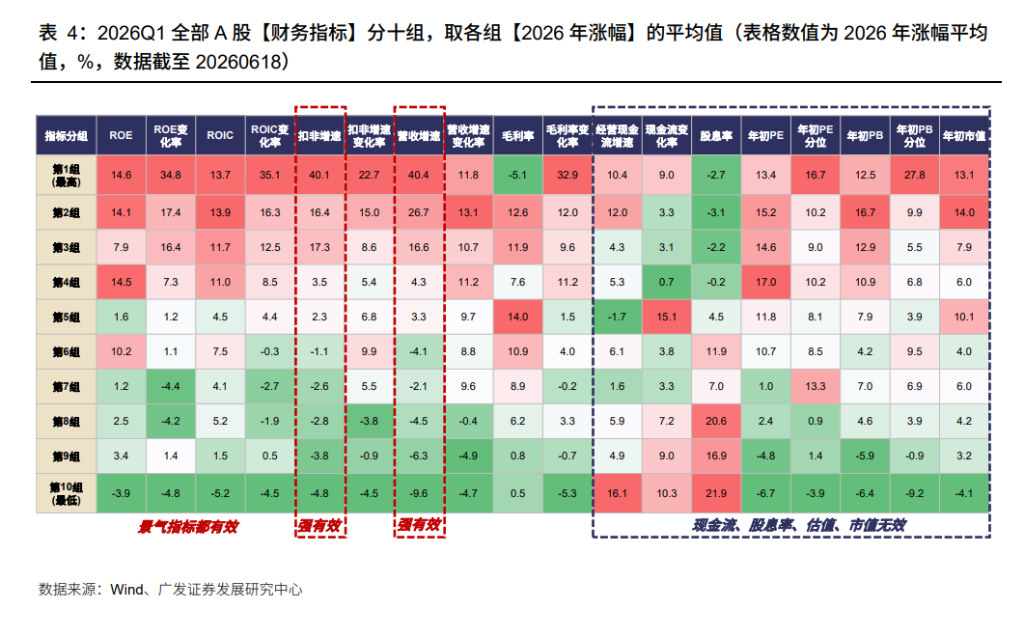 表 4：2026Q1 全部 A 股【财务指标】分十组，取各组【2026 年涨幅】的平均值（表格数值为 2026 年涨幅平均
值，%，数据截至 20260618）
指标分组 ROE ROE变化率 ROIC ROIC变化率 扣非增速 扣非增速变化率 营收增速 营收增速变化率 毛利率 毛利率变化率 经营现金流增速 现金流变化率 股息率 年初PE 年初PE分位 年初PB 年初PB分位 年初市值
第1组(最高) 14.6 34.8 13.7 35.1 40.1 22.7 40.4 11.8 -5.1 32.9 10.4 9.0 -2.7 13.4 16.7 12.5 27.8 13.1
第2组 14.1 17.4 13.9 16.3 16.4 15.0 26.7 13.1 12.6 12.0 12.0 3.3 -3.1 15.2 10.2 16.7 9.9 14.0
第3组 7.9 16.4 11.7 12.5 17.3 8.6 16.6 10.7 11.9 9.6 4.3 3.1 -2.2 14.6 9.0 12.9 5.5 7.9
第4组 14.5 7.3 11.0 8.5 3.5 5.4 4.3 11.2 7.6 11.2 5.3 0.7 -0.2 17.0 10.2 10.9 6.8 6.0
第5组 1.6 1.2 4.5 4.4 2.3 6.8 3.3 9.7 14.0 1.5 -1.7 15.1 4.5 11.8 8.1 7.9 3.9 10.1
第6组 10.2 1.1 7.5 -0.3 -1.1 9.9 -4.1 8.8 10.9 4.0 6.1 3.8 11.9 10.7 8.5 4.2 9.5 4.0
第7组 1.2 -4.4 4.1 -2.7 -2.6 5.5 -2.1 9.6 8.9 -0.2 1.6 3.3 7.0 1.0 13.3 7.0 6.9 6.0
第8组 2.5 -4.2 5.2 -1.9 -2.8 -3.8 -4.5 -0.4 6.2 3.3 5.9 7.2 20.6 2.4 0.9 4.6 3.9 4.2
第9组 3.4 1.4 1.5 0.5 -3.8 -0.9 -6.3 -4.9 0.8 -0.7 4.9 9.0 16.9 -4.8 1.4 -5.9 -0.9 3.2
第10组(最低) -3.9 -4.8 -5.2 -4.5 -4.8 -4.5 -9.6 -4.7 0.5 -5.3 16.1 10.3 21.9 -6.7 -3.9 -6.4 -9.2 -4.1
景气指标都有效 强有效 强有效 现金流、股息率、估值、市值无效
数据来源：Wind、广发证券发展研究中心